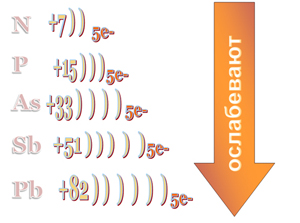 N +7 ) ) 5e-
P +15 ) ) ) 5e-
As +33 ) ) ) ) 5e-
Sb +51 ) ) ) ) ) 5e-
Pb +82 ) ) ) ) ) ) 5e-
ослабевают